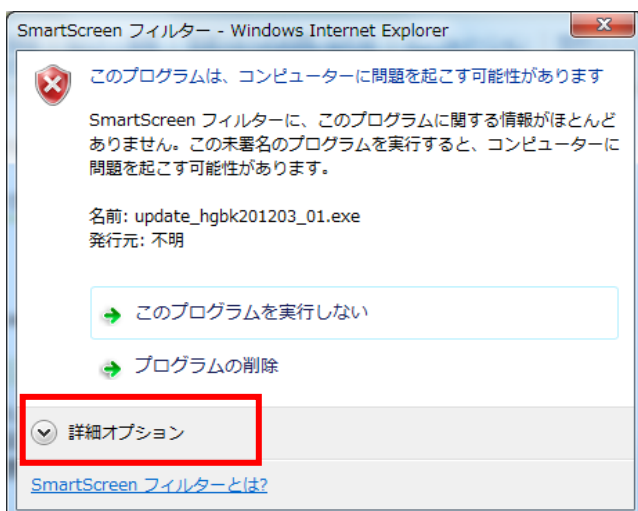 SmartScreen フィルター - Windows Internet Explorer
このプログラムは、コンピューターに問題を起こす可能性があります
SmartScreen フィルターに、このプログラムに関する情報がほとんど
ありません。この未署名のプログラムを実行すると、コンピューターに
問題を起こす可能性があります。
名前: update_hgbk201203_01.exe
発行元: 不明
このプログラムを実行しない
プログラムの削除
詳細オプション
SmartScreen フィルターとは?